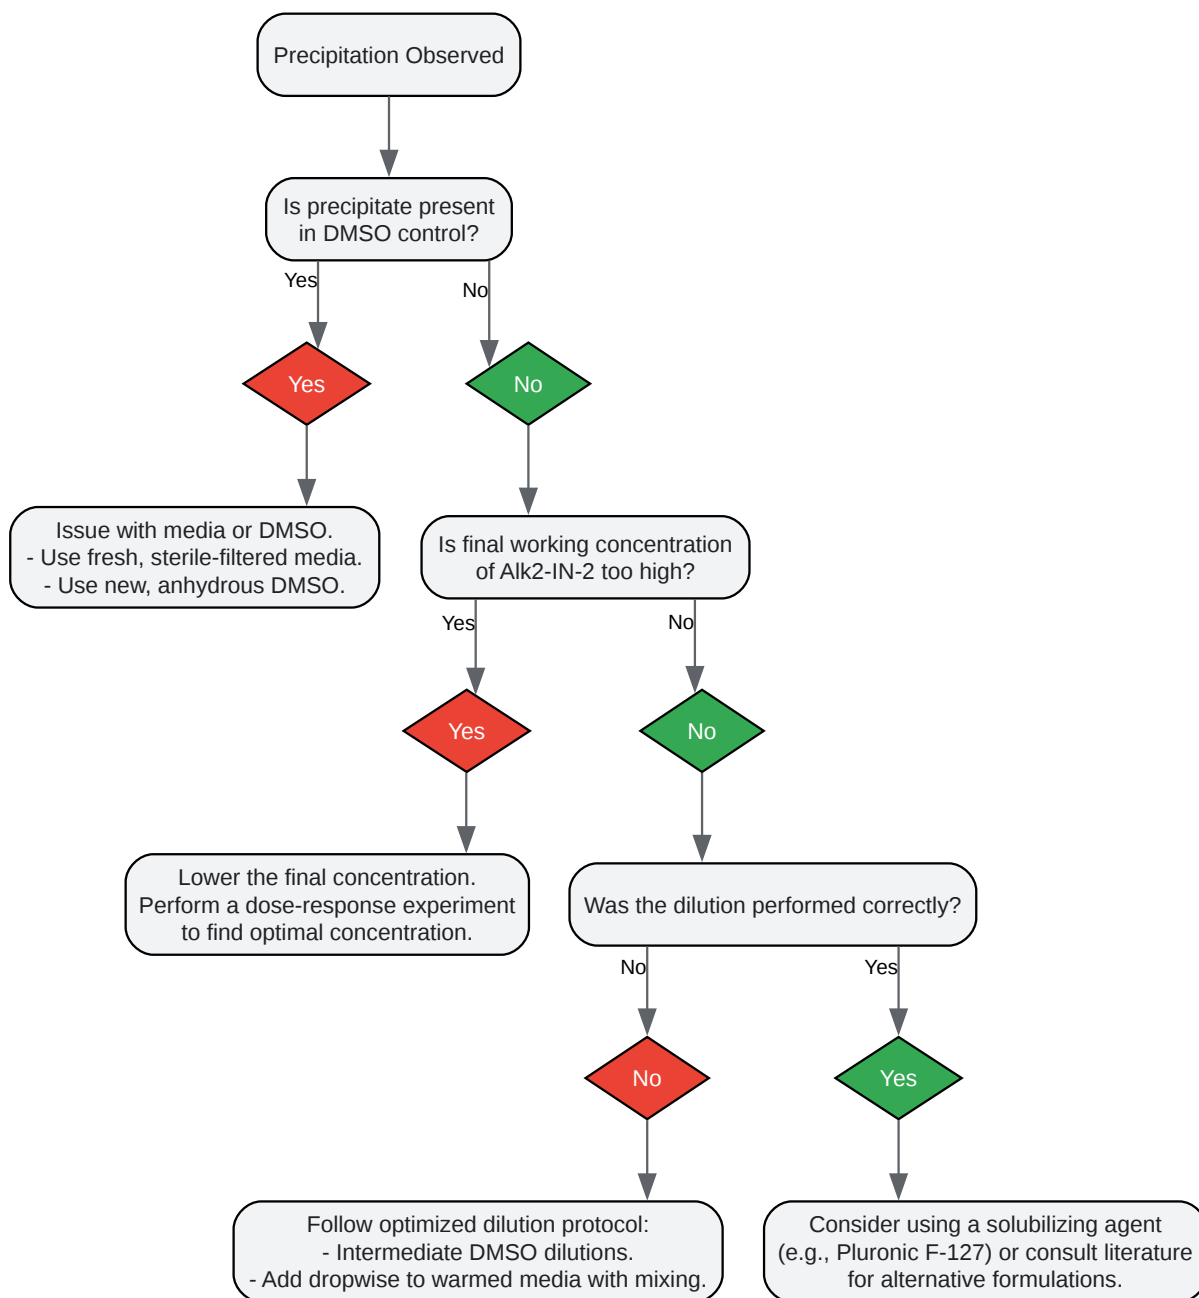 Precipitation Observed
Is precipitate present
in DMSO control?
Yes
No
Yes
No
Issue with media or DMSO.
- Use fresh, sterile-filtered media.
- Use new, anhydrous DMSO.
Is final working concentration
of Alk2-IN-2 too high?
Yes
No
Yes
No
Lower the final concentration.
Perform a dose-response experiment
to find optimal concentration.
Was the dilution performed correctly?
No
Yes
No
Yes
Follow optimized dilution protocol:
- Intermediate DMSO dilutions.
- Add dropwise to warmed media with mixing.
Consider using a solubilizing agent
(e.g., Pluronic F-127) or consult literature
for alternative formulations.